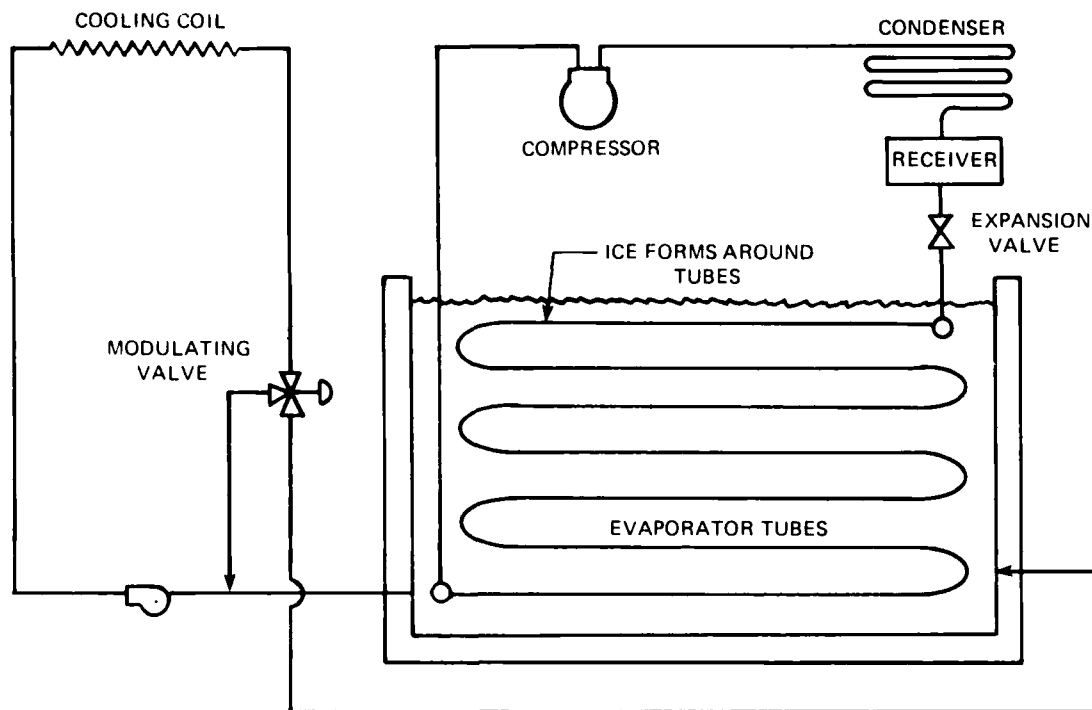 COOLING COIL
CONDENSER
COMPRESSOR
RECEIVER
EXPANSION
VALVE
ICE FORMS AROUND
TUBES
MODULATING
VALVE
EVAPORATOR TUBES